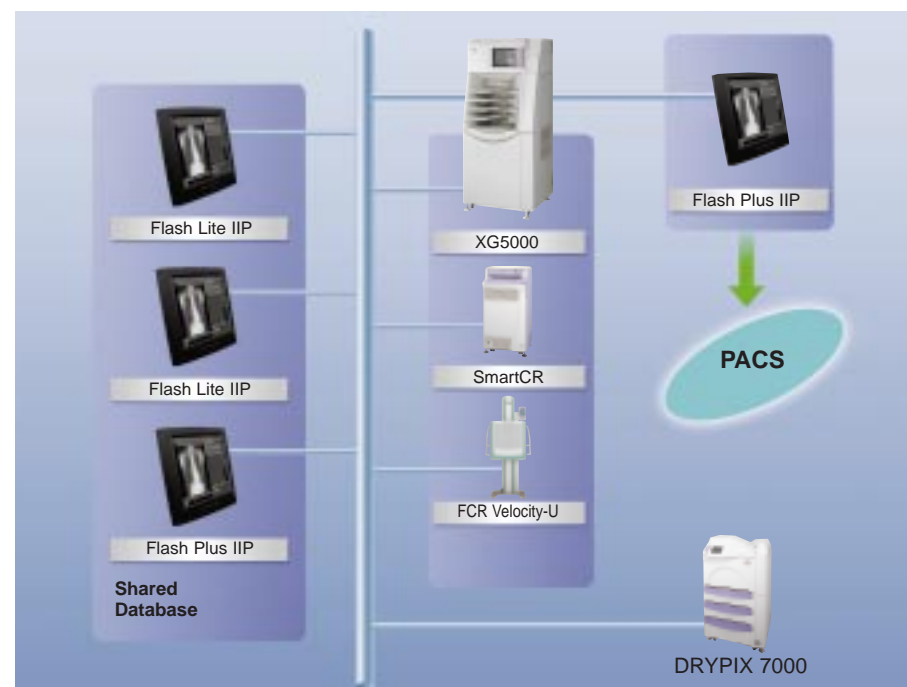 Flash Lite IIP
Flash Lite IIP
Flash Plus IIP
Shared
Database
XG5000
SmartCR
FCR Velocity-U
Flash Plus IIP
PACS
DRYPIX 7000